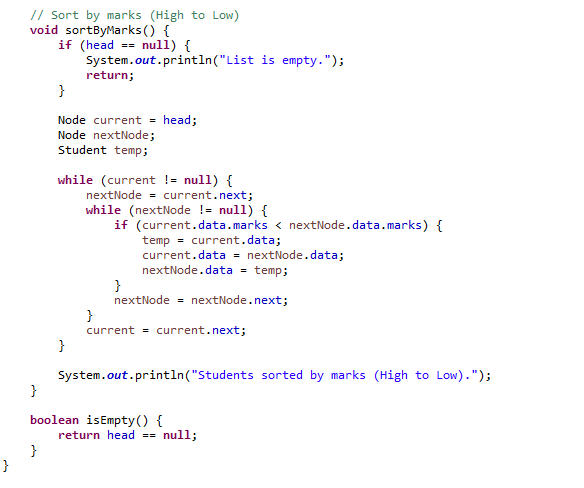 // Sort by marks (High to Low)
void sortByMarks() {
if (head == null) {
System.out.println("List is empty.");
return;
}
Node current = head;
Node nextNode;
Student temp;
while (current != null) {
nextNode = current.next;
while (nextNode != null) {
if (current.data.marks < nextNode.data.marks) {
temp = current.data;
current.data = nextNode.data;
nextNode.data = temp;
}
nextNode = nextNode.next;
}
current = current.next;
}
System.out.println("Students sorted by marks (High to Low).");
}
boolean isEmpty() {
return head == null;
}
}